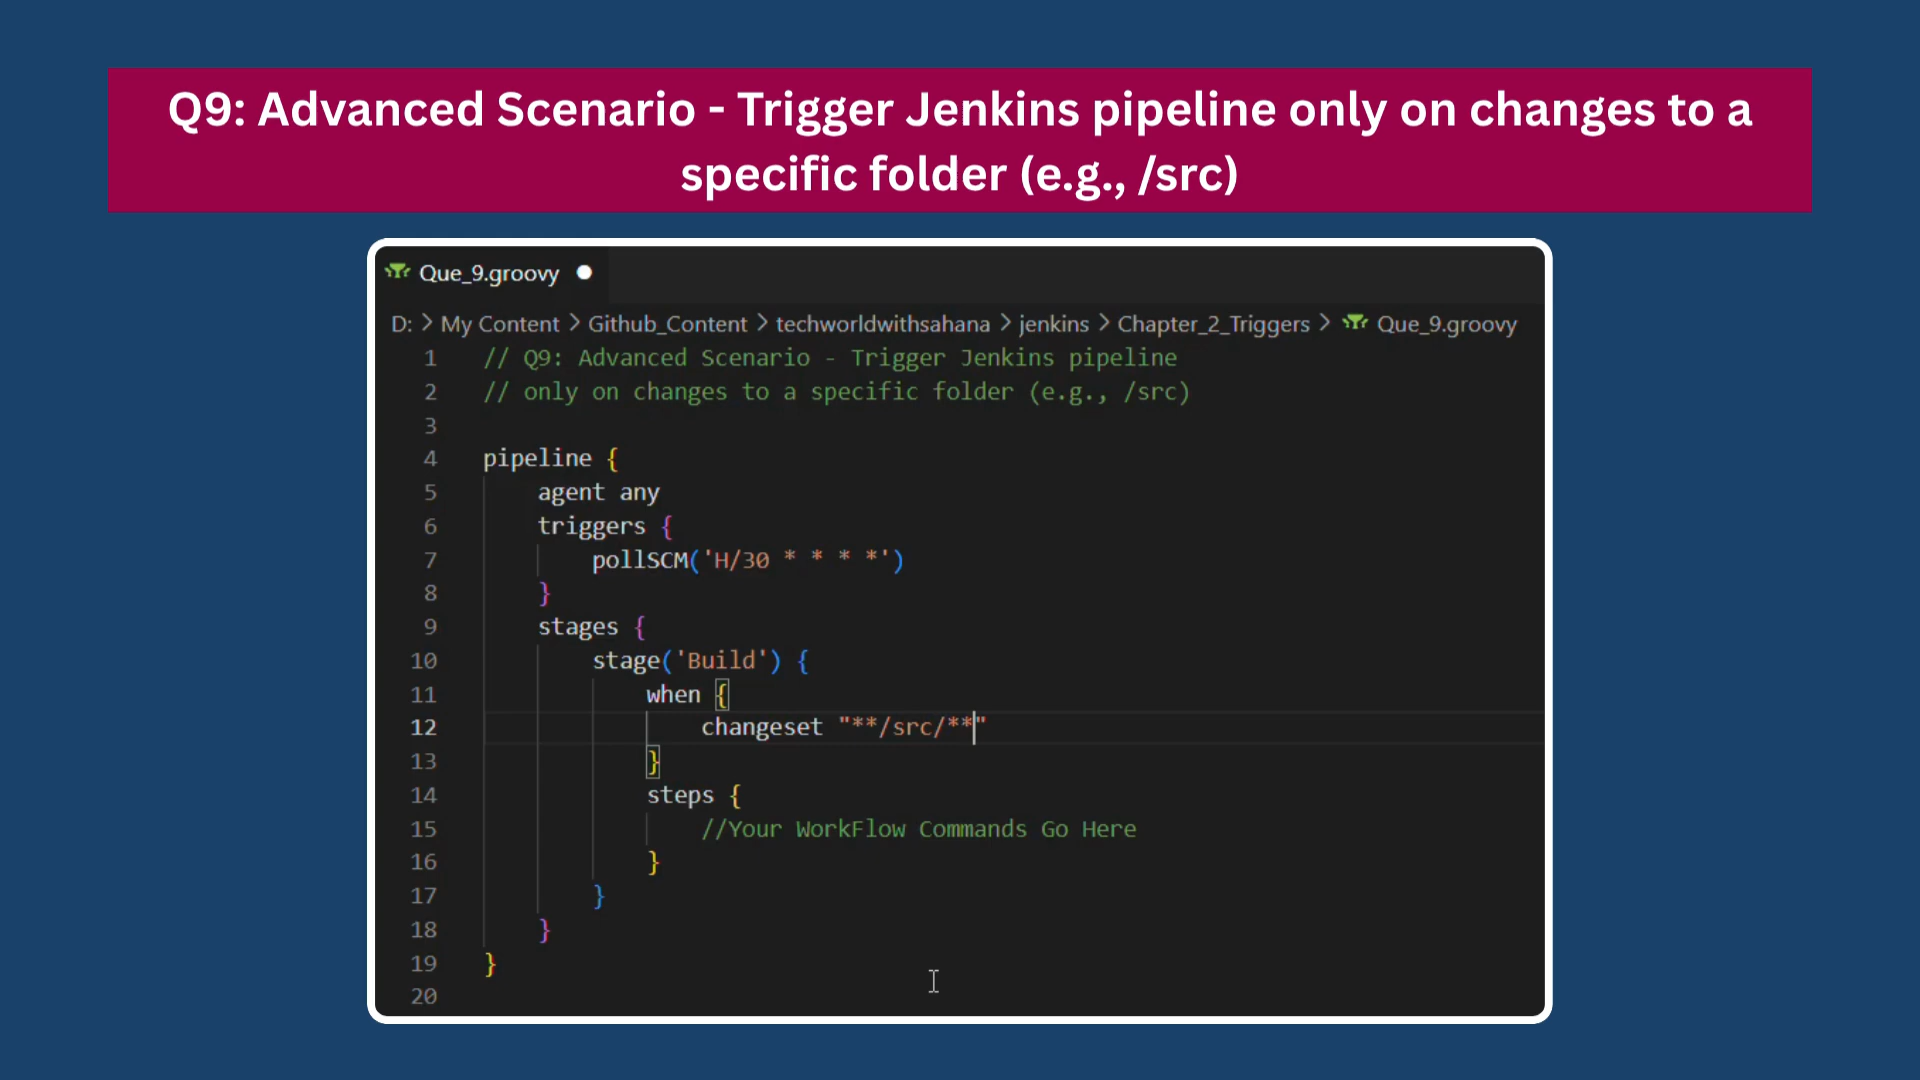 Q9: Advanced Scenario - Trigger Jenkins pipeline only on changes to a
specific folder (e.g., /src)
Que_9.groovy
D: > My Content > Github_Content > techworldwithsahana > jenkins > Chapter_2_Triggers > Que_9.groovy
1 // Q9: Advanced Scenario - Trigger Jenkins pipeline
2 // only on changes to a specific folder (e.g., /src)
3
4 pipeline {
5 agent any
6 triggers {
7 pollSCM('H/30 * * * *')
8 }
9 stages {
10 stage('Build') {
11 when {
12 changeset "**/src/**"
13 }
14 steps {
15 //Your WorkFlow Commands Go Here
16 }
17 }
18 }
19 }
20